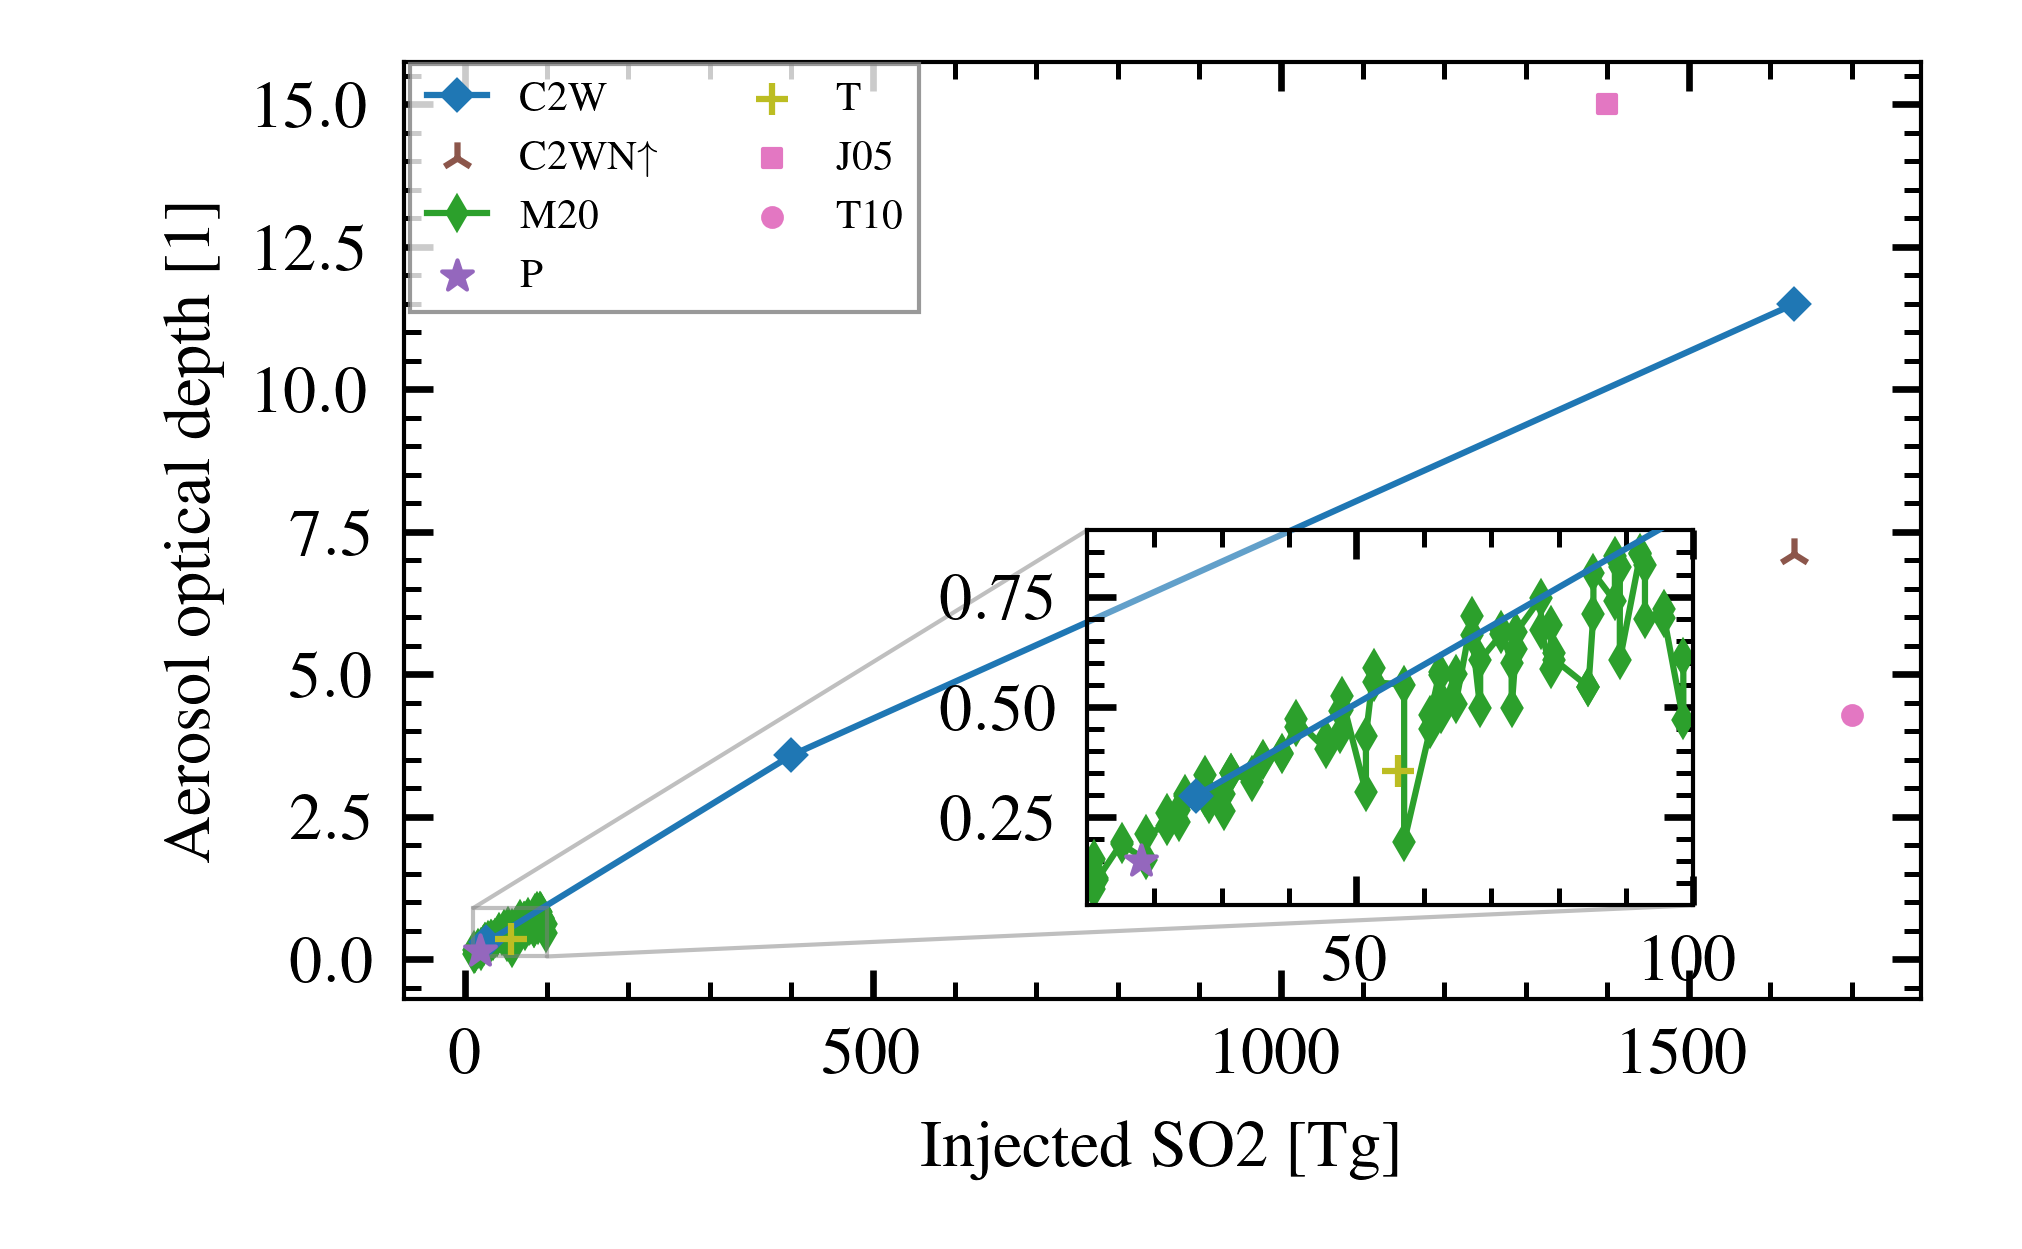 15.0
12.5
10.0
7.5
5.0
2.5
0.0
Aerosol optical depth [1]
C2W
C2WN↑
M20
P
T
J05
T10
0.75
0.50
0.25
50
100
0
500
1000
1500
Injected SO2 [Tg]